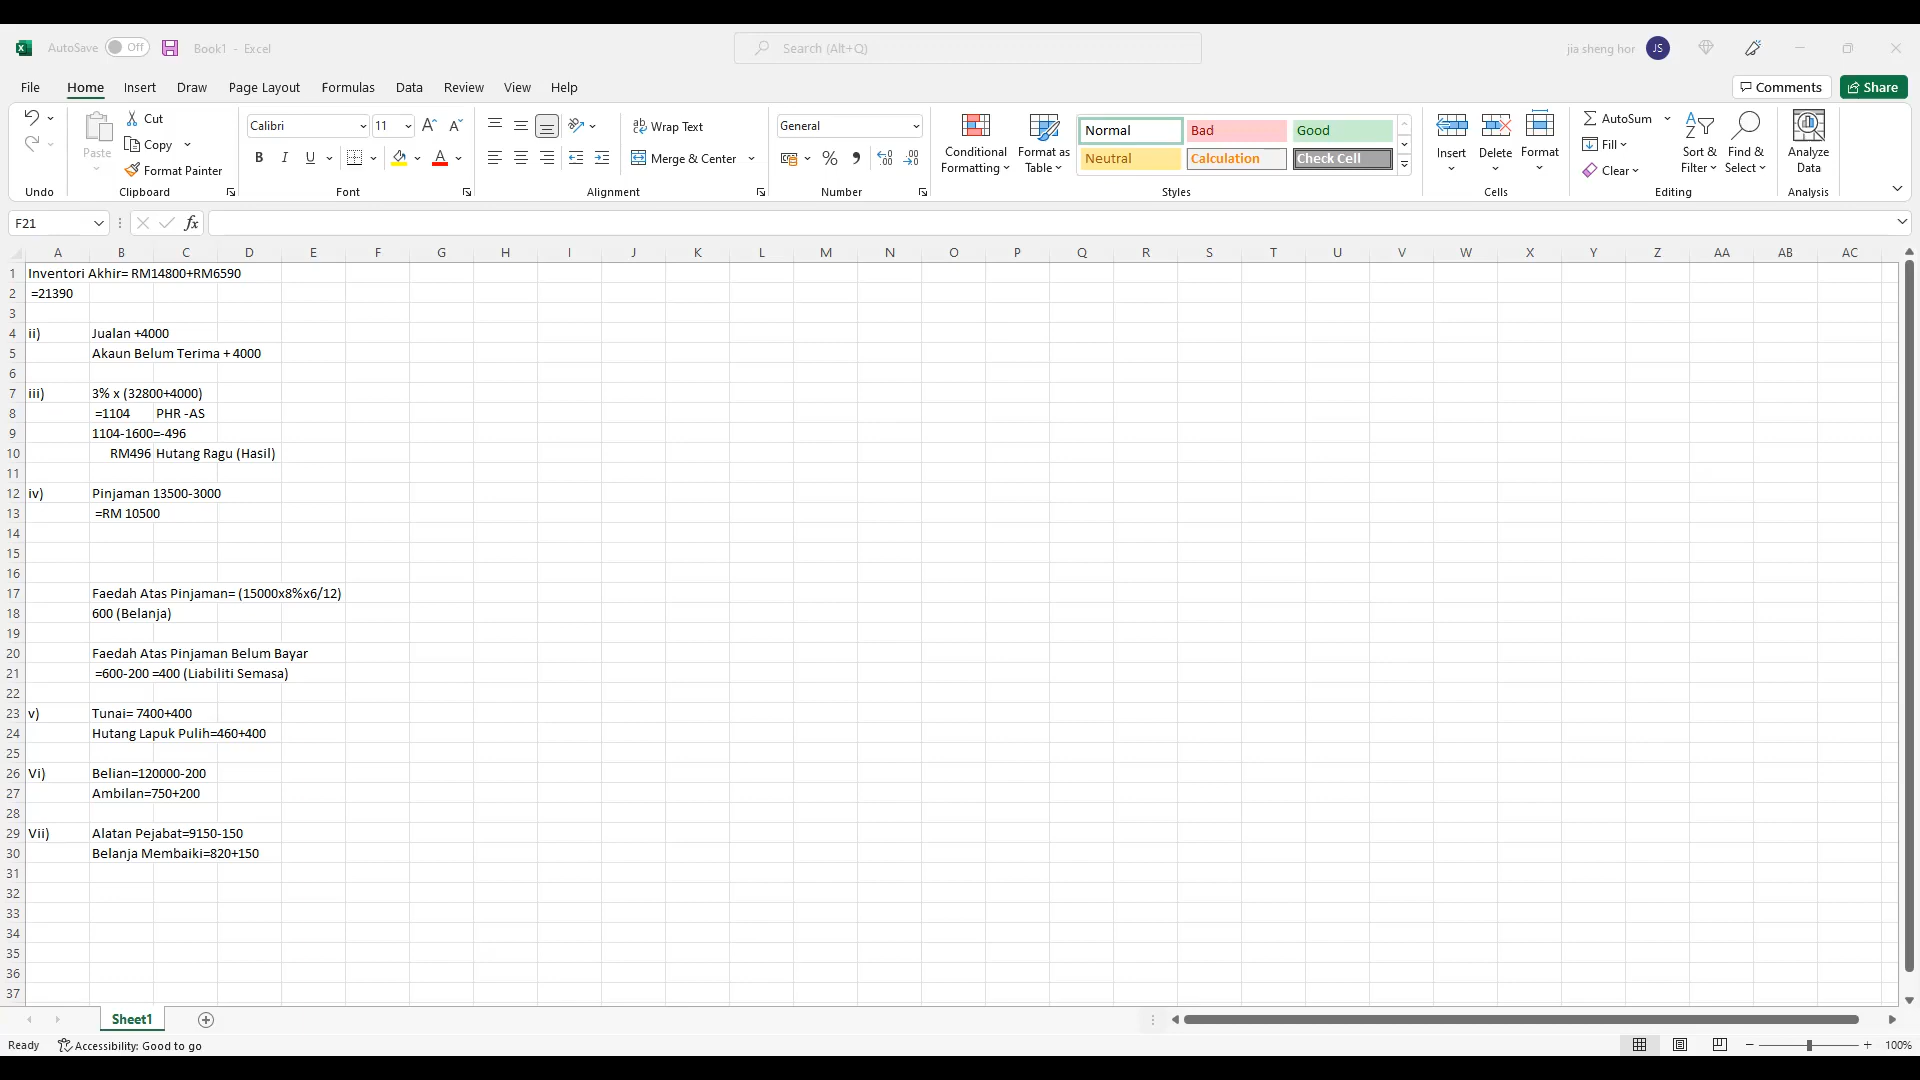 AutoSave Off Book1 - Excel Search (Alt+Q) jia sheng hor JS
File Home Insert Draw Page Layout Formulas Data Review View Help Comments Share
Paste Cut Copy Format Painter
Calibri 11 Wrap Text General
B I U Merge & Center % 
Conditional Formatting Format as Table
Normal Bad Good
Neutral Calculation Check Cell
Insert Delete Format
AutoSum Fill Clear Sort & Filter Find & Select Analyze Data
Undo Clipboard Font Alignment Number Styles Cells Editing Analysis
F21 fx
A B C D E F G H I J K L M N O P Q R S T U V W X Y Z AA AB AC
1 Inventori Akhir= RM14800+RM6590
2 =21390
3
4 ii) Jualan +4000
5 Akaun Belum Terima + 4000
6
7 iii) 3% x (32800+4000)
8 =1104 PHR -AS
9 1104-1600=-496
10 RM496 Hutang Ragu (Hasil)
11
12 iv) Pinjaman 13500-3000
13 =RM 10500
14
15
16
17 Faedah Atas Pinjaman= (15000x8%x6/12)
18 600 (Belanja)
19
20 Faedah Atas Pinjaman Belum Bayar
21 =600-200 =400 (Liabiliti Semasa)
22
23 v) Tunai= 7400+400
24 Hutang Lapuk Pulih=460+400
25
26 Vi) Belian=120000-200
27 Ambilan=750+200
28
29 Vii) Alatan Pejabat=9150-150
30 Belanja Membaiki=820+150
31
32
33
34
35
36
37
Sheet1
Ready Accessibility: Good to go 100%